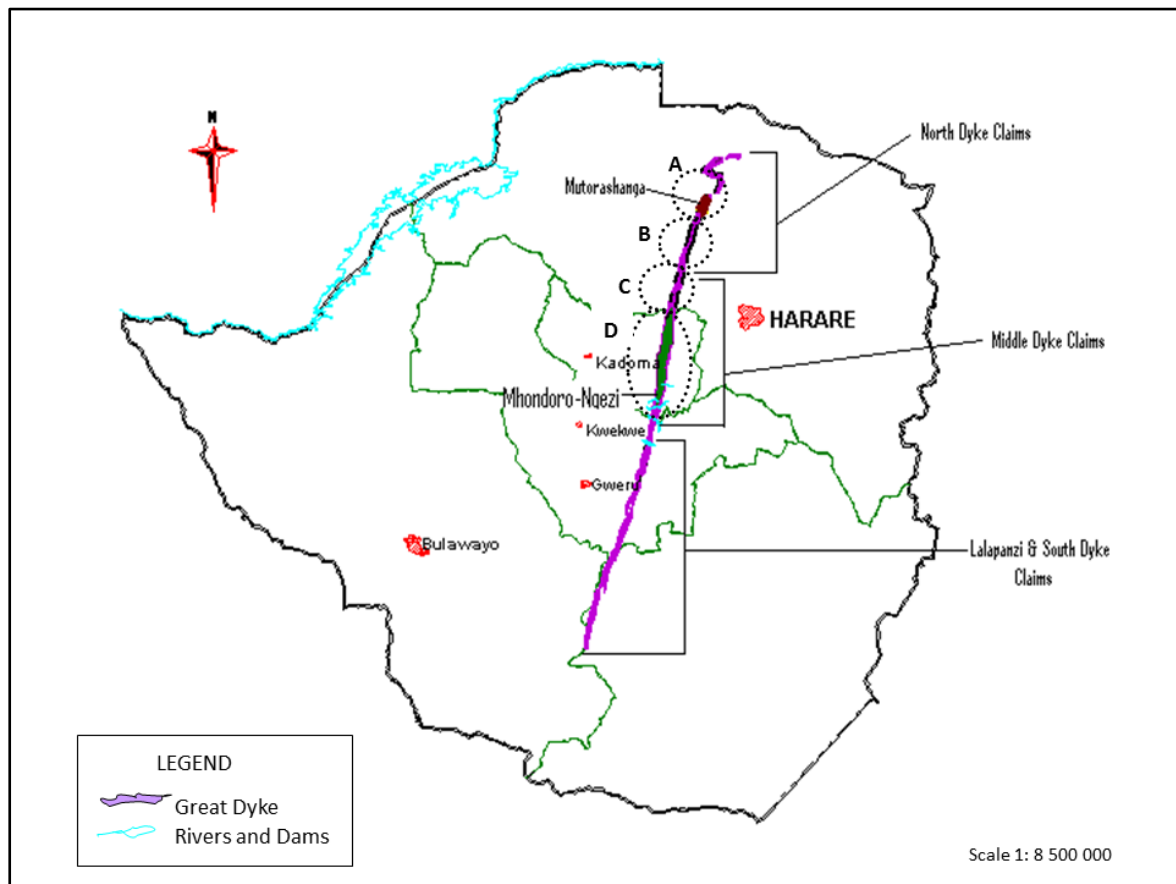 N
North Dyke Claims
A
Mutorashanga
B
C
HARARE
D
Middle Dyke Claims
Kadoma
Mhondoro-Ngezi
Kwekwe
Gweru
Bulawayo
Lalapanzi & South Dyke
Claims
LEGEND
Great Dyke
Rivers and Dams
Scale 1: 8 500 000